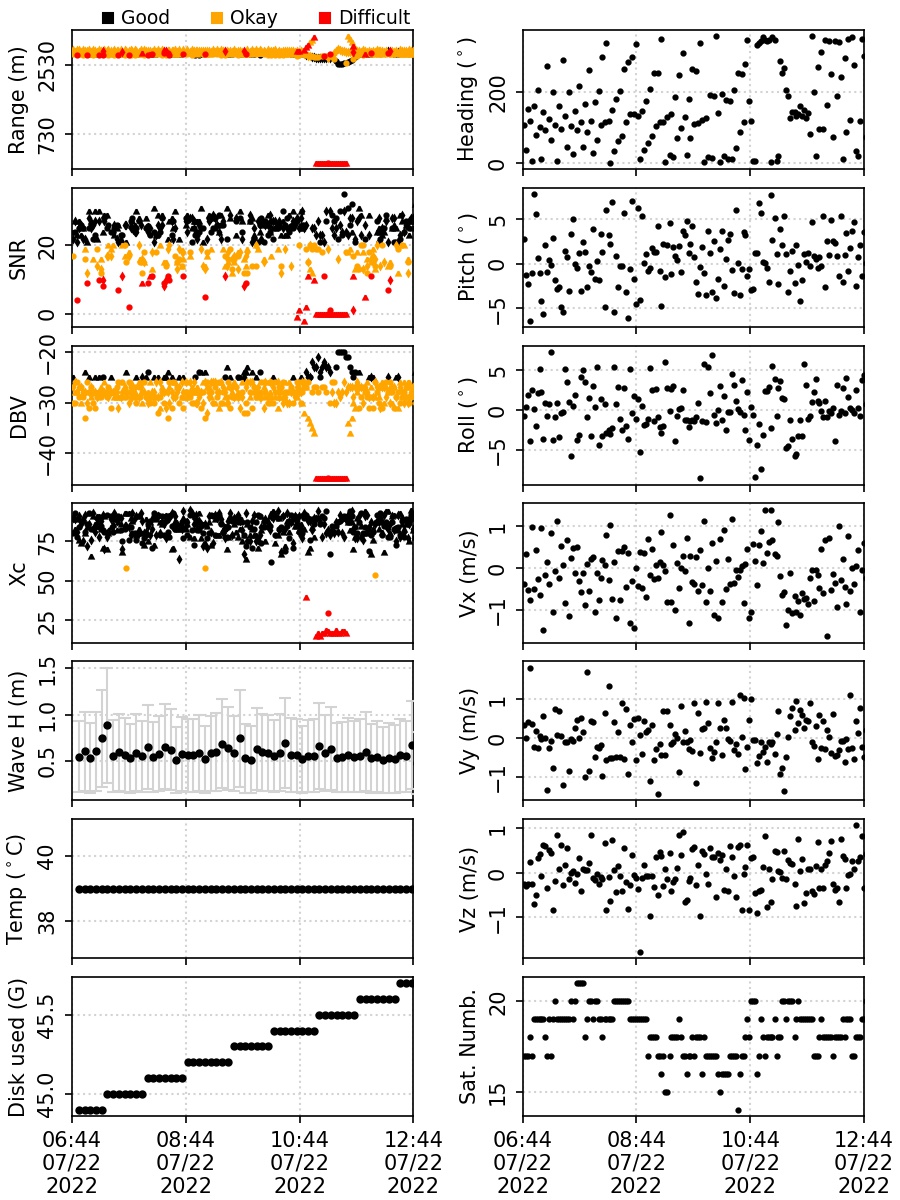 Good Okay Difficult
Range (m)
2530
730
Heading (°)
200
0
SNR
20
0
Pitch (°)
5
0
−5
DBV
−20
−30
−40
Roll (°)
5
0
−5
Xc
75
50
25
Vx (m/s)
1
0
−1
Wave H (m)
1.5
1.0
0.5
Vy (m/s)
1
0
−1
Temp (°C)
40
38
Vz (m/s)
1
0
−1
Disk used (G)
45.5
45.0
Sat. Numb.
20
15
06:44 08:44 10:44 12:44
07/22 07/22 07/22 07/22
2022 2022 2022 2022
06:44 08:44 10:44 12:44
07/22 07/22 07/22 07/22
2022 2022 2022 2022